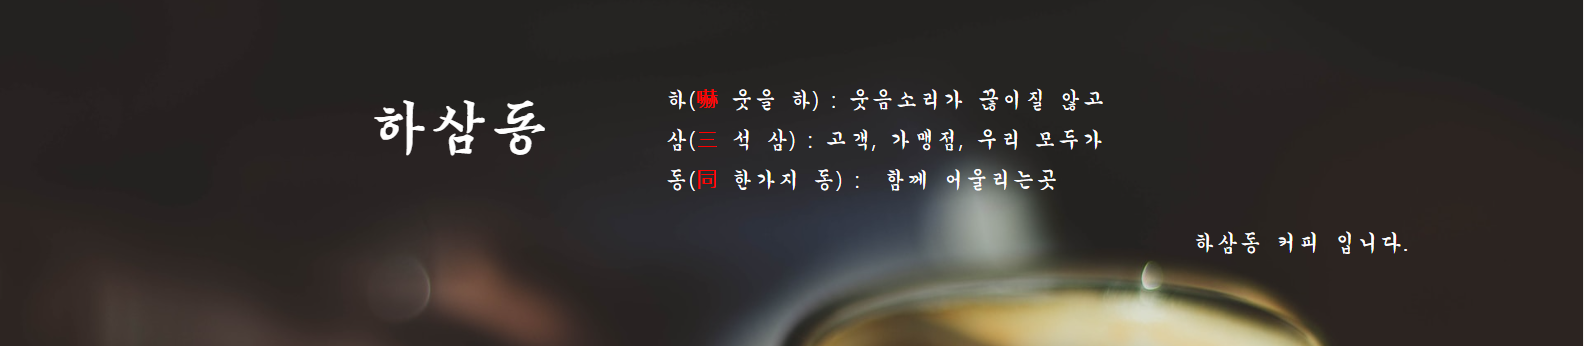 하삼동
하(嚇 웃을 하) : 웃음소리가 끊이질 않고
삼(三 석 삼) : 고객, 가맹점, 우리 모두가
동(同 한가지 동) : 함께 어울리는곳
하삼동 커피 입니다.